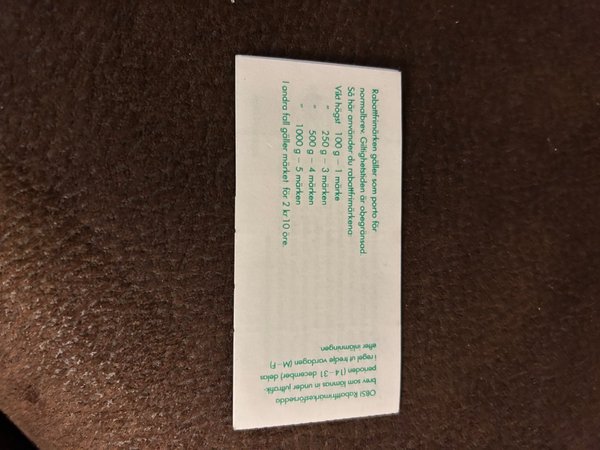 Rabattfrimärken gäller som porto för
normalbrev. Giltighetstiden är obegränsad.
Så här använder du rabattfrimärkena:
Vikt högst 100 g – 1 märke
" 250 g – 3 märken
" 500 g – 4 märken
" 1000 g – 5 märken
I andra fall gäller märket för 2 kr 10 öre.
OBS! Rabattfrimärkesförsedda
brev som lämnas in under jultrafik-
perioden (14–31 december) delas
i regel ut tredje vardagen (M–F)
efter inlämningen.